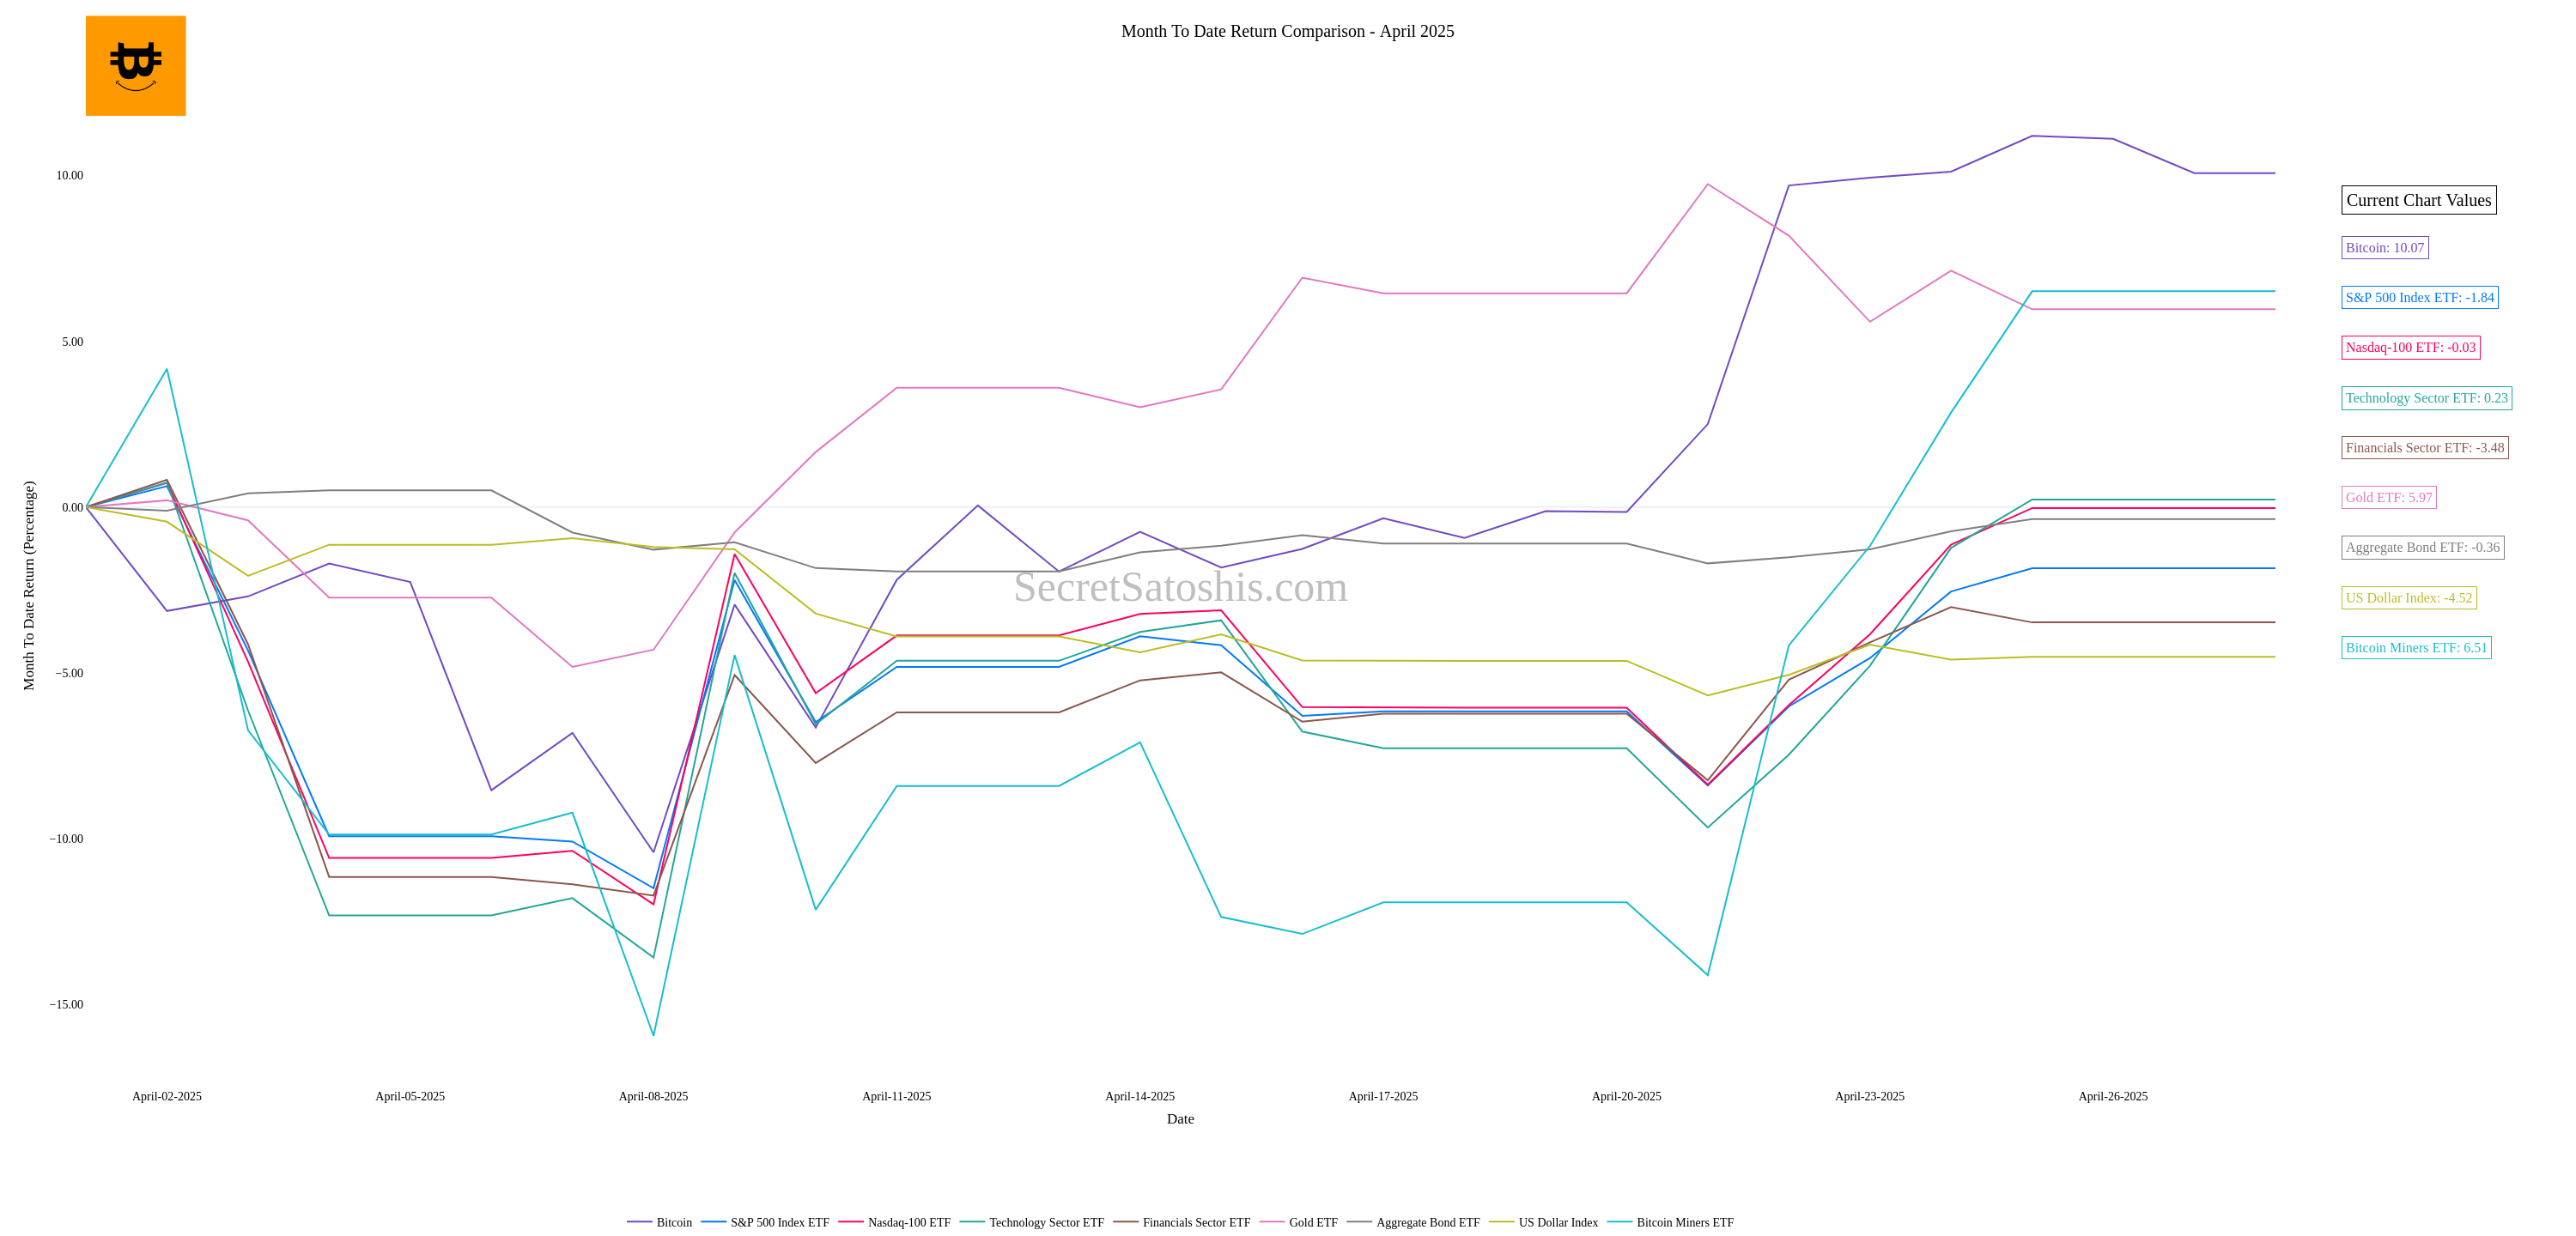 Month To Date Return Comparison - April 2025
10.00
5.00
0.00
−5.00
−10.00
−15.00
Month To Date Return (Percentage)
SecretSatoshis.com
Current Chart Values
Bitcoin: 10.07
S&P 500 Index ETF: -1.84
Nasdaq-100 ETF: -0.03
Technology Sector ETF: 0.23
Financials Sector ETF: -3.48
Gold ETF: 5.97
Aggregate Bond ETF: -0.36
US Dollar Index: -4.52
Bitcoin Miners ETF: 6.51
April-02-2025 April-05-2025 April-08-2025 April-11-2025 April-14-2025 April-17-2025 April-20-2025 April-23-2025 April-26-2025
Date
Bitcoin S&P 500 Index ETF Nasdaq-100 ETF Technology Sector ETF Financials Sector ETF Gold ETF Aggregate Bond ETF US Dollar Index Bitcoin Miners ETF